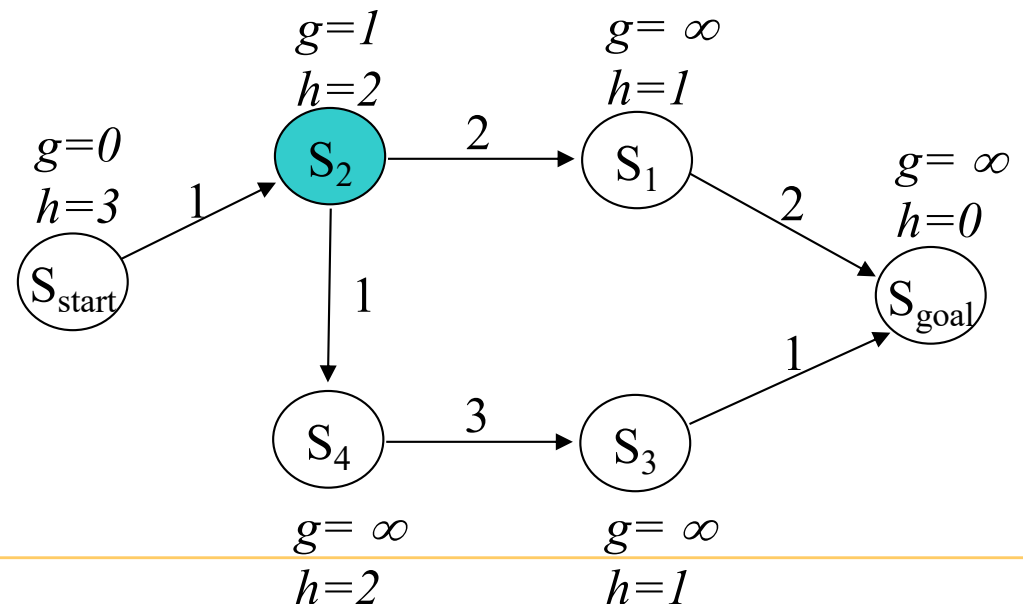 g=1
h=2
g= ∞
h=1
g=0
h=3
g= ∞
h=0
S2
2
S1
1
2
Sstart
Sgoal
1
1
S4
3
S3
g= ∞
h=2
g= ∞
h=1